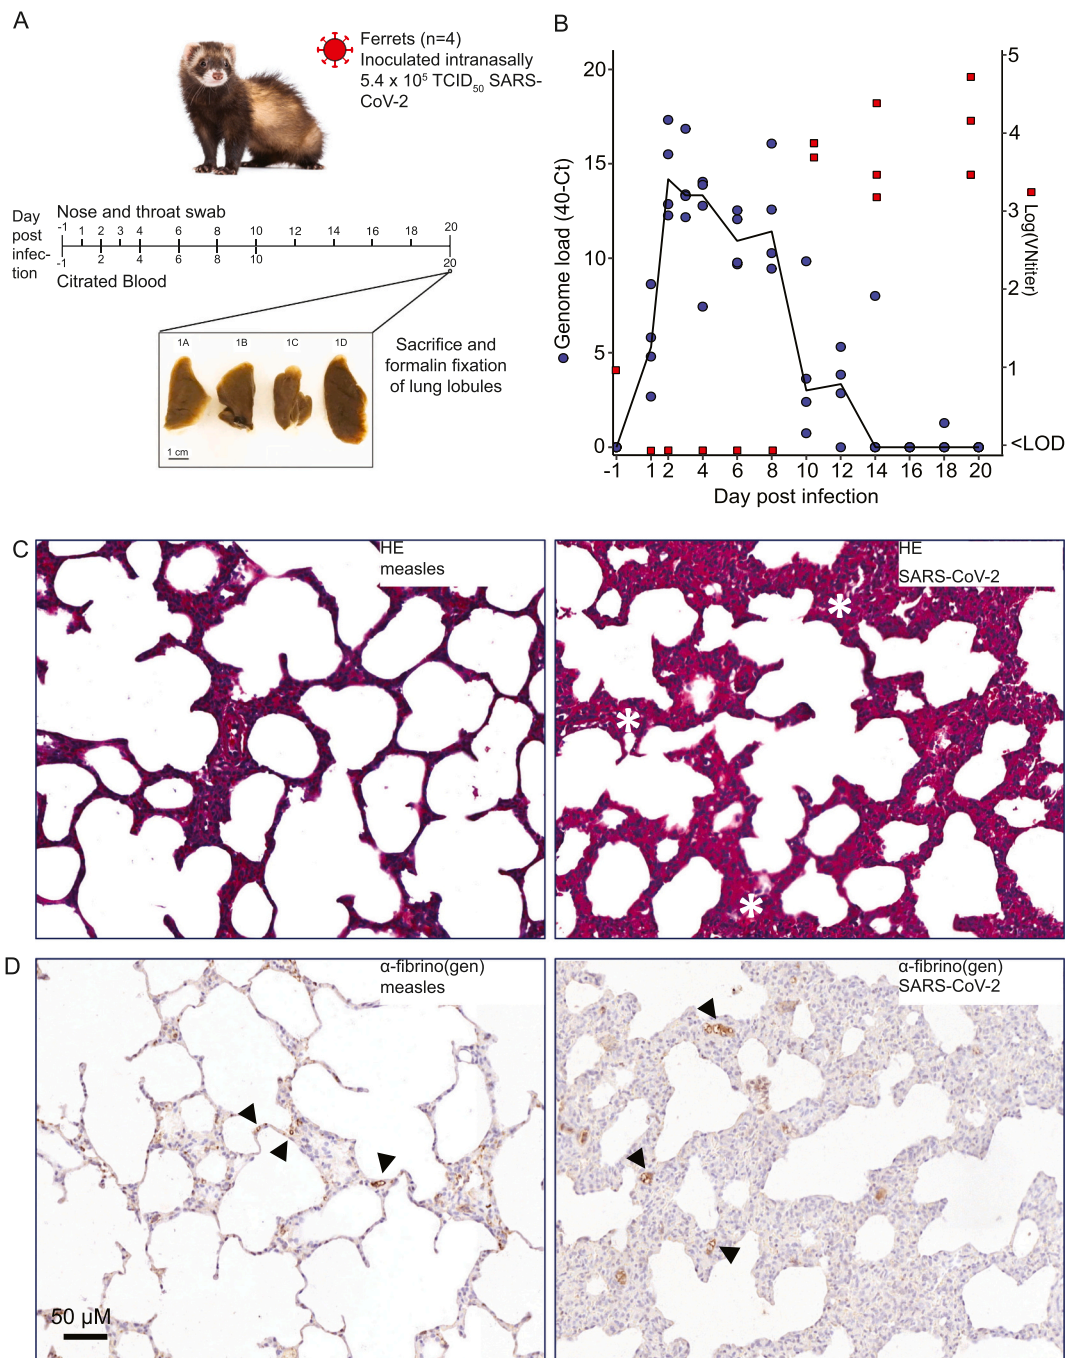 A
Ferrets (n=4)
Inoculated intranasally
5.4 x 10⁵ TCID₅₀ SARS-
CoV-2
Day
post
infec-
tion
Nose and throat swab
-1 1 2 3 4 6 8 10 12 14 16 18 20
-1 2 4 6 8 10 20
Citrated Blood
1A 1B 1C 1D
1 cm
Sacrifice and
formalin fixation
of lung lobules
B
Genome load (40-Ct)
20
15
10
5
0
5
4
3
2
1
<LOD
Log(VNtiter)
-1 1 2 4 6 8 10 12 14 16 18 20
Day post infection
C
HE
measles
HE
SARS-CoV-2
D
α-fibrino(gen)
measles
50 µM
α-fibrino(gen)
SARS-CoV-2